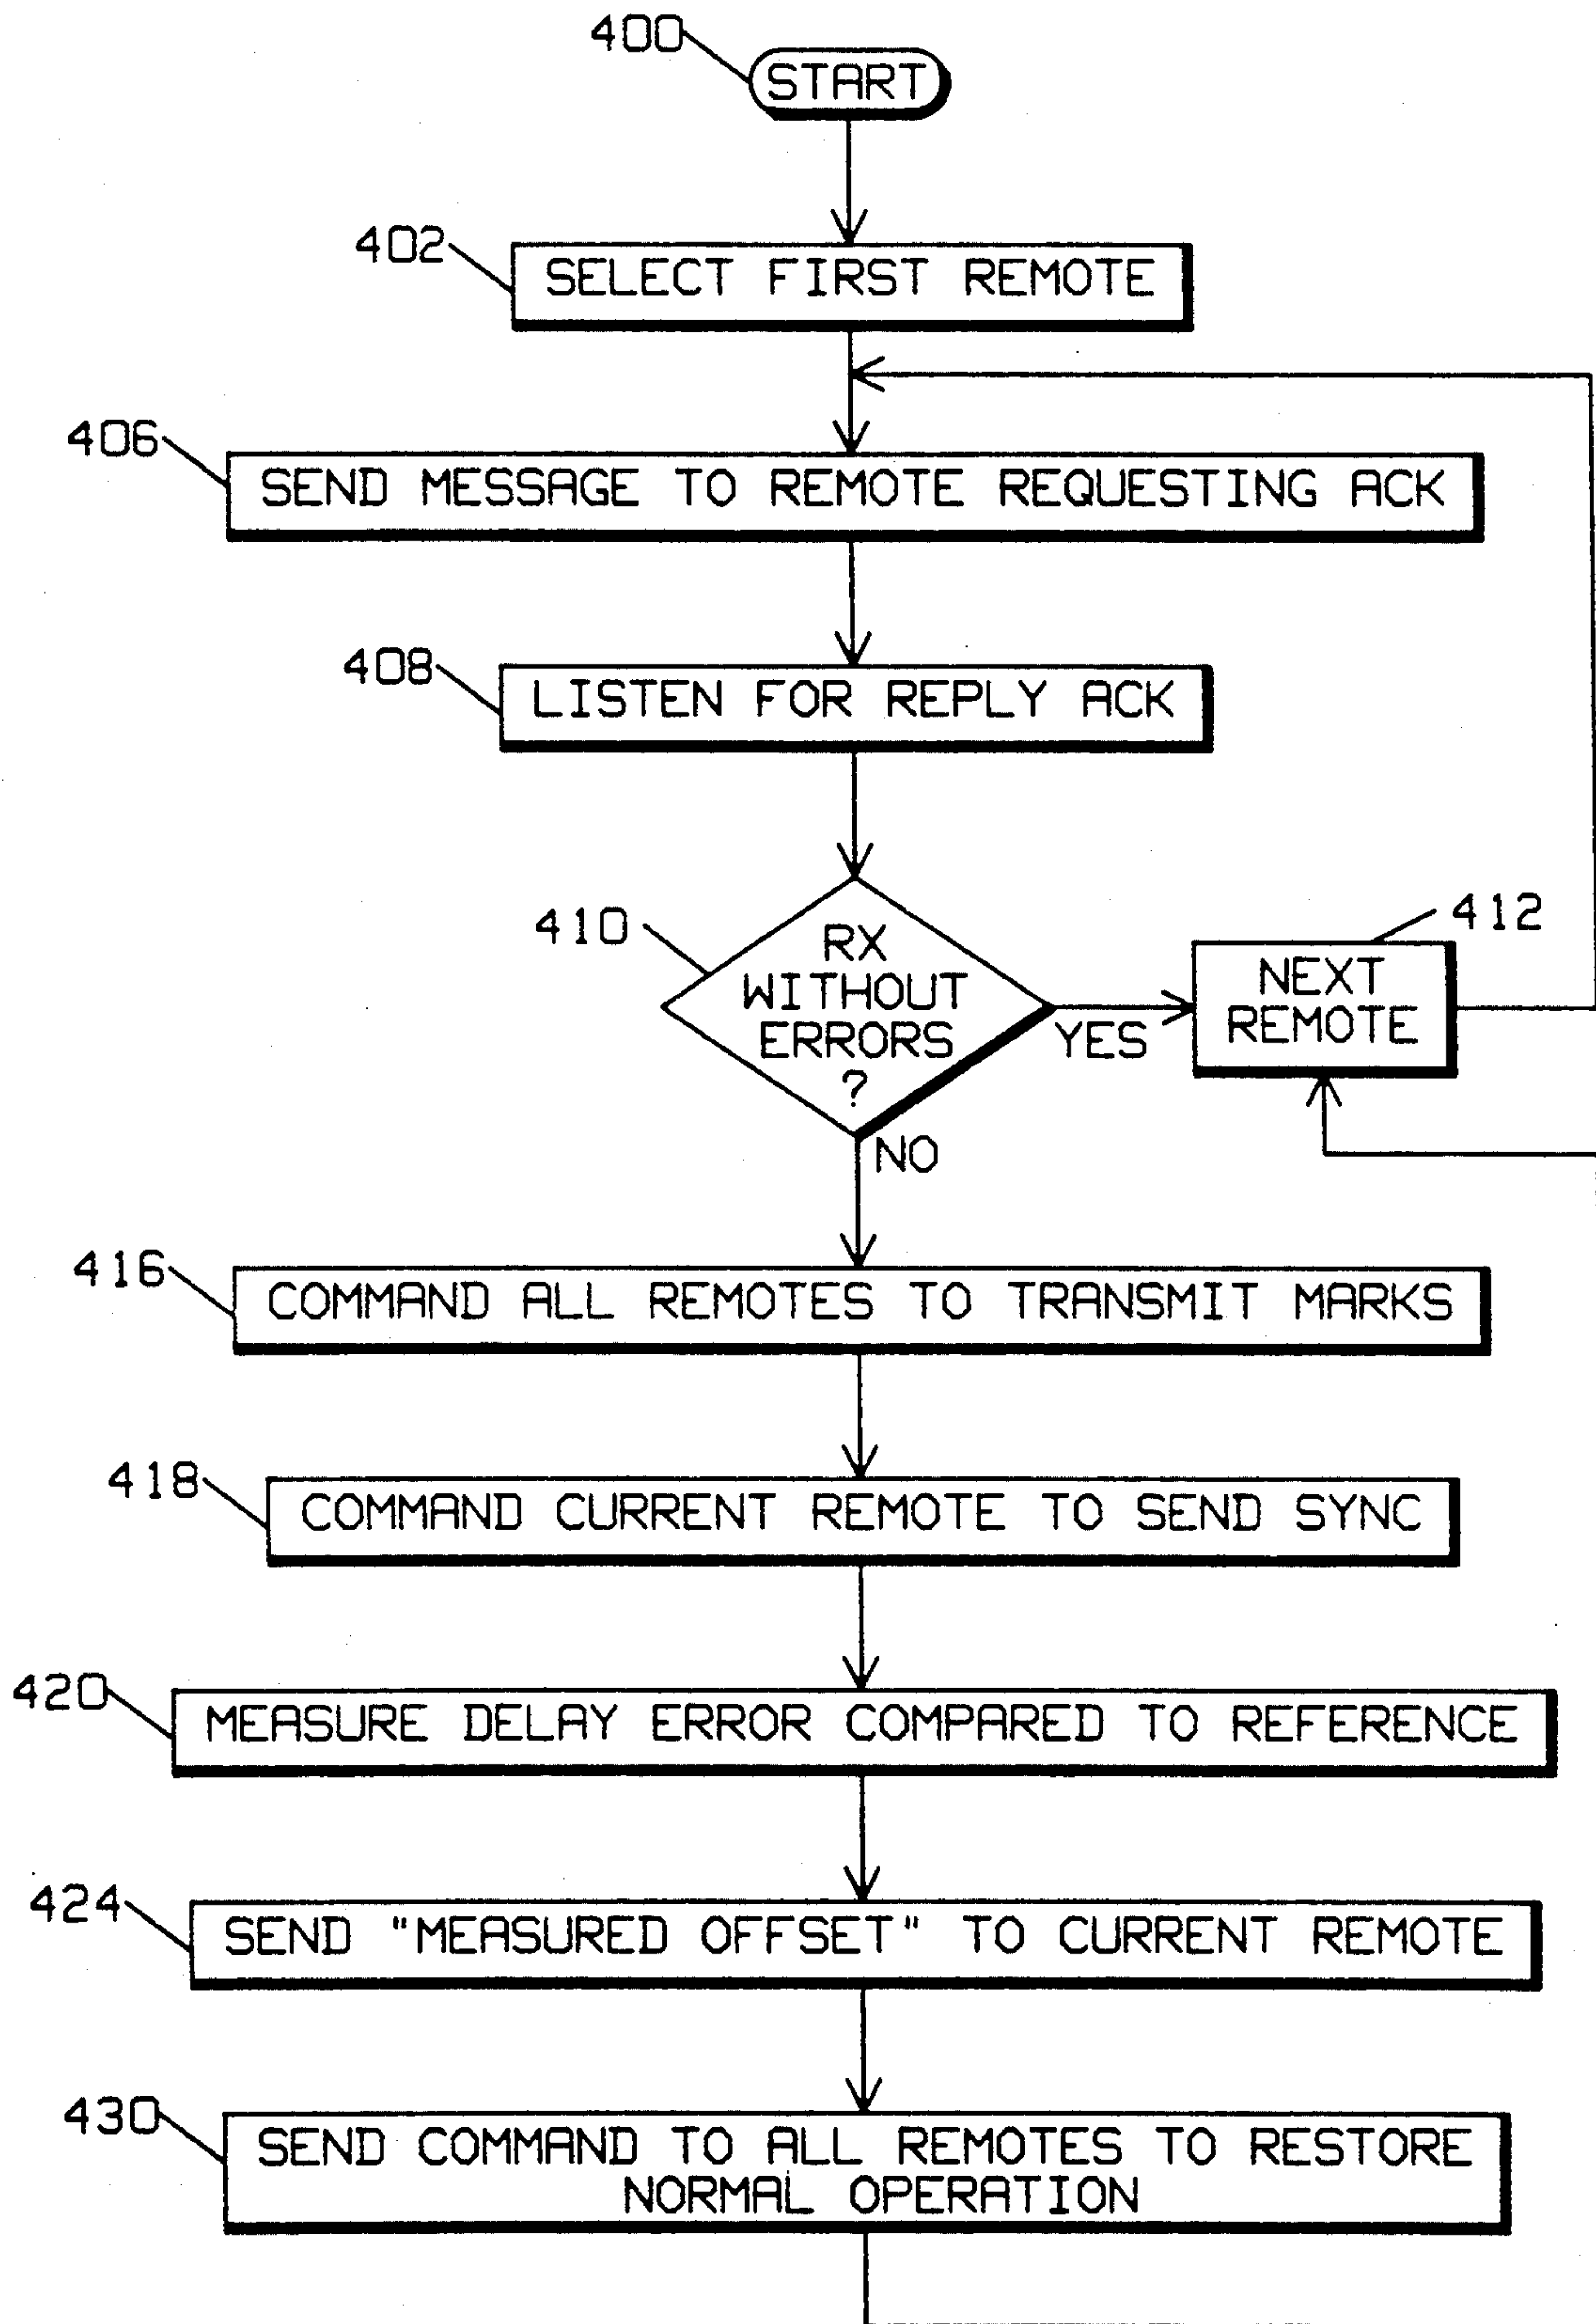 400
START
402
SELECT FIRST REMOTE
406
SEND MESSAGE TO REMOTE REQUESTING ACK
408
LISTEN FOR REPLY ACK
410
RX
WITHOUT
ERRORS
?
YES
412
NEXT
REMOTE
NO
416
COMMAND ALL REMOTES TO TRANSMIT MARKS
418
COMMAND CURRENT REMOTE TO SEND SYNC
420
MEASURE DELAY ERROR COMPARED TO REFERENCE
424
SEND "MEASURED OFFSET" TO CURRENT REMOTE
430
SEND COMMAND TO ALL REMOTES TO RESTORE
NORMAL OPERATION